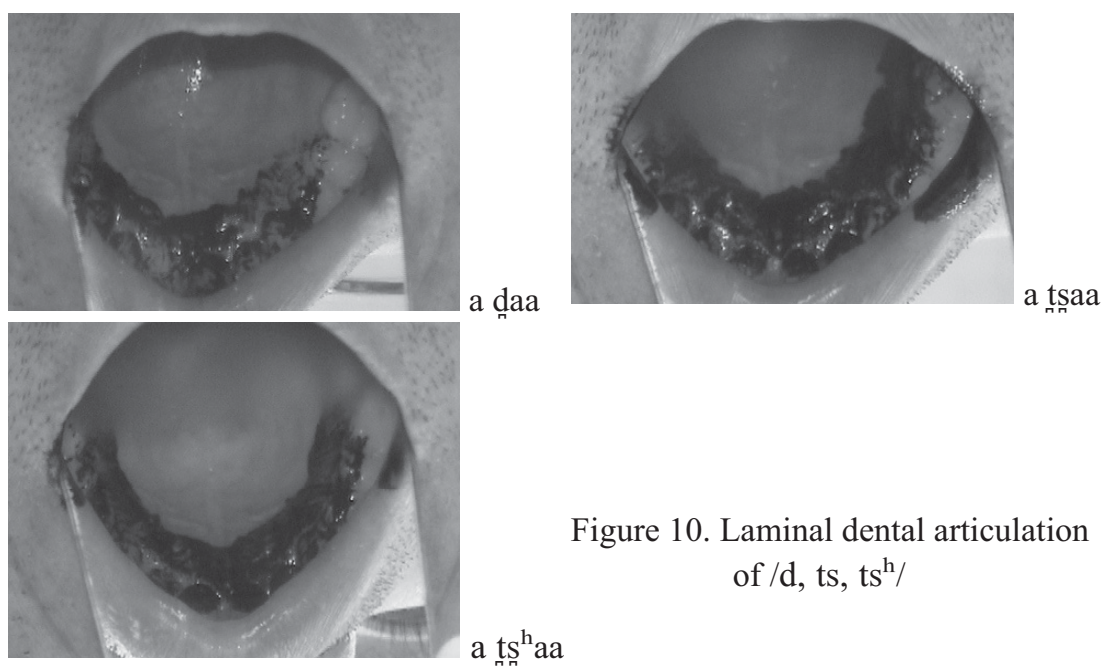 a d̻aa
a t̻s̻aa
a t̻s̻ʰaa
Figure 10. Laminal dental articulation
of /d, ts, tsʰ/